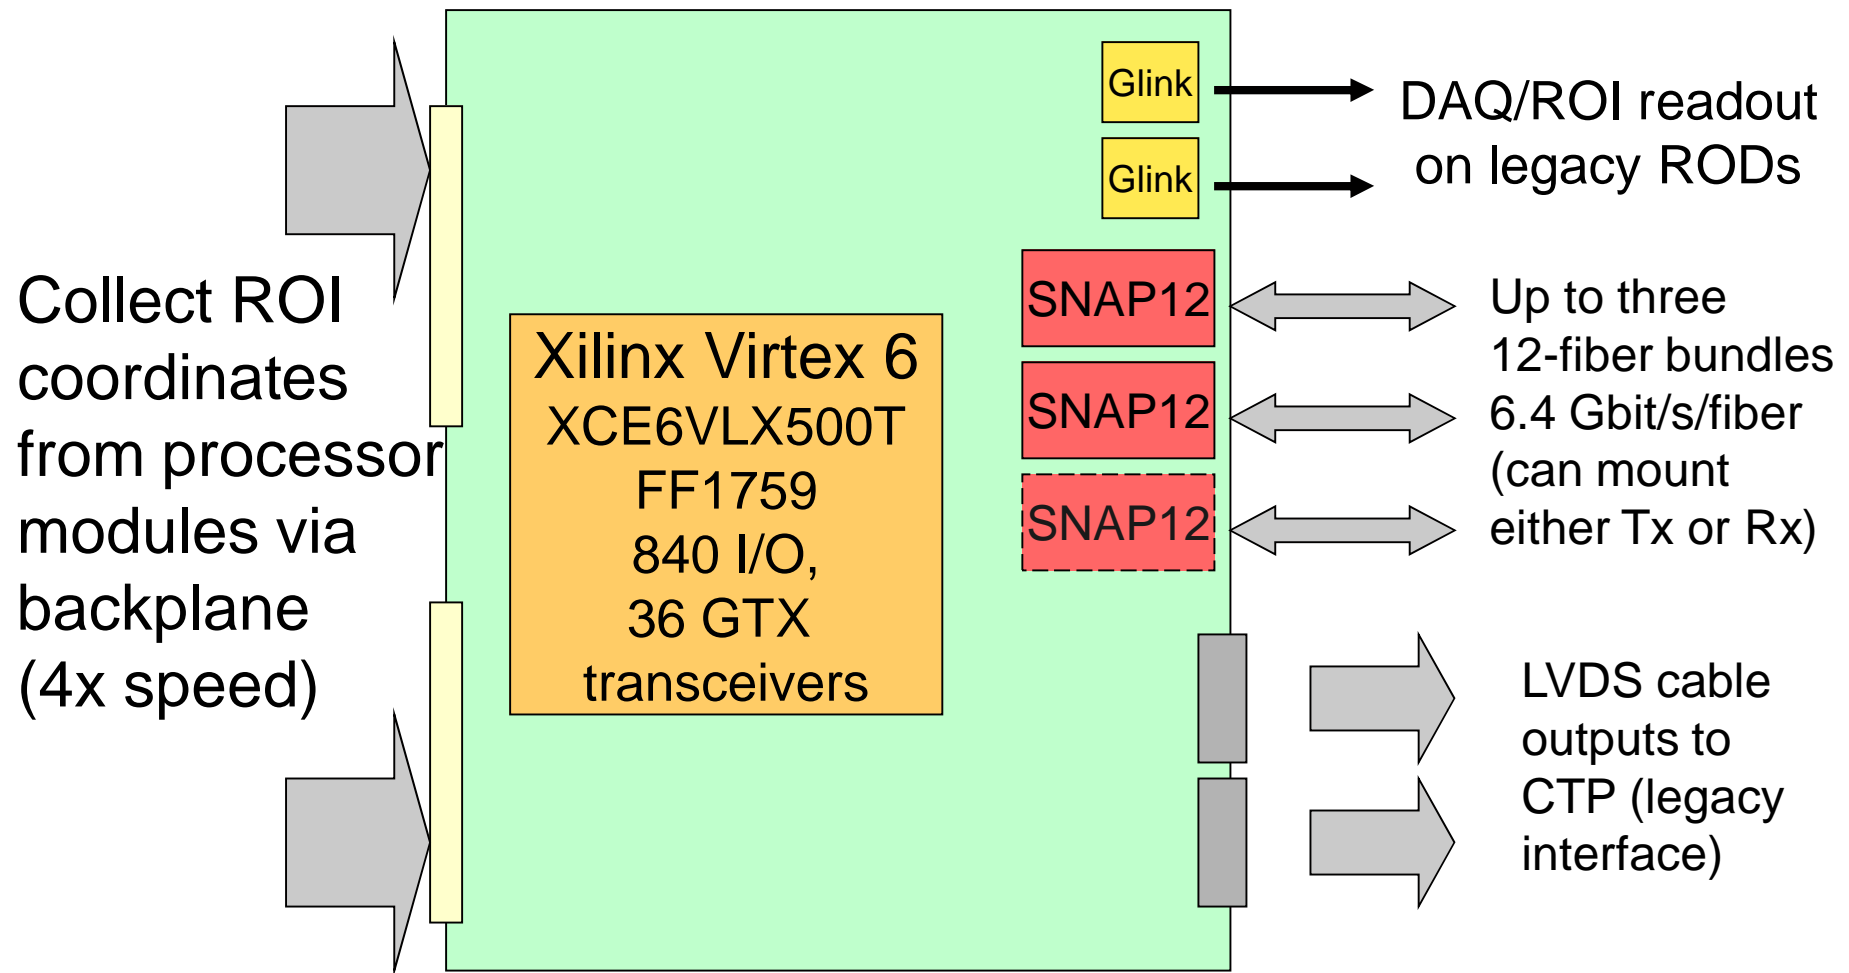 Collect ROI
coordinates
from processor
modules via
backplane
(4x speed)
Xilinx Virtex 6
XCE6VLX500T
FF1759
840 I/O,
36 GTX
transceivers
Glink
Glink
SNAP12
SNAP12
SNAP12
DAQ/ROI readout
on legacy RODs
Up to three
12-fiber bundles
6.4 Gbit/s/fiber
(can mount
either Tx or Rx)
LVDS cable
outputs to
CTP (legacy
interface)